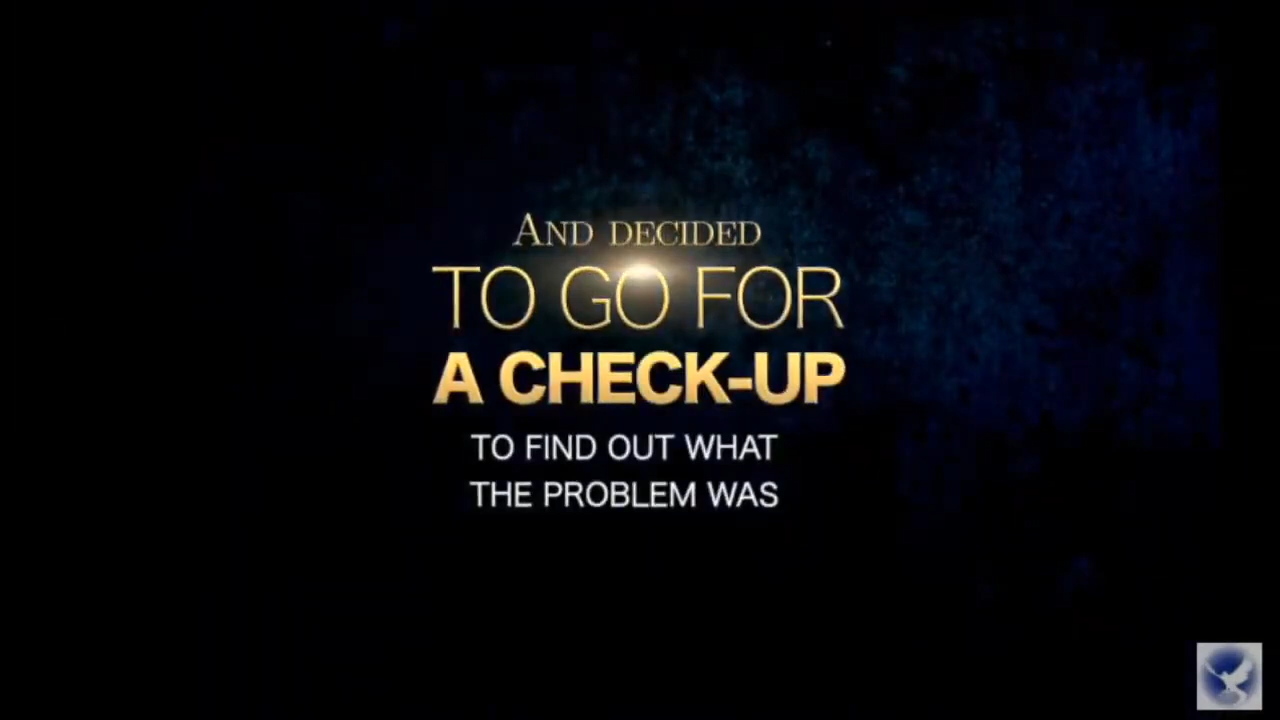 And decided
TO GO FOR
A CHECK-UP
TO FIND OUT WHAT
THE PROBLEM WAS